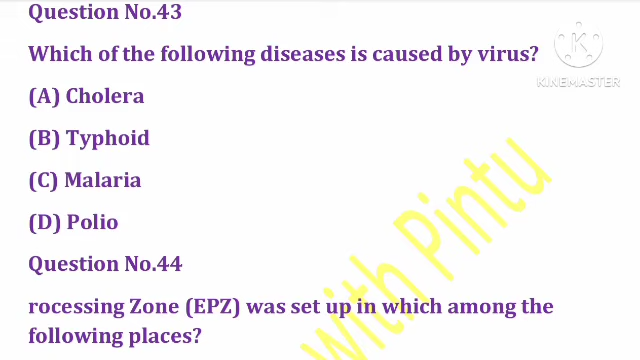 Question No.43
Which of the following diseases is caused by virus?
(A) Cholera
(B) Typhoid
(C) Malaria
(D) Polio
Question No.44
rocessing Zone (EPZ) was set up in which among the
following places?
with Pintu
K
KINEMASTER